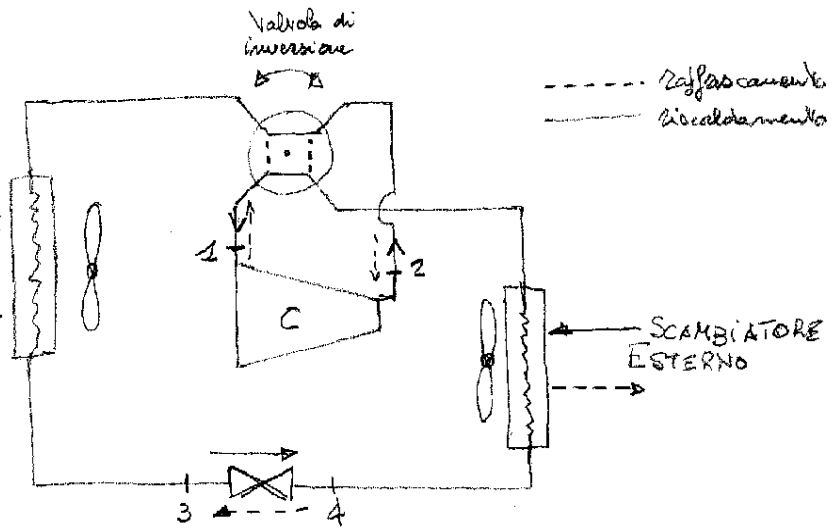 Valvola di
inversione
raffrescamento
riscaldamento
1
2
C
SCAMBIATORE
ESTERNO
3
4